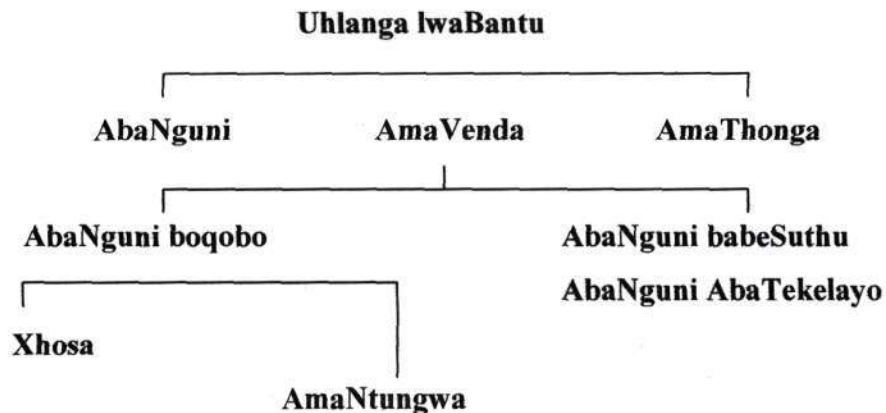 Uhlanga lwaBantu
AbaNguni AmaVenda AmaThonga
AbaNguni boqobo AbaNguni babeSuthu
AbaNguni AbaTekelayo
Xhosa
AmaNtungwa